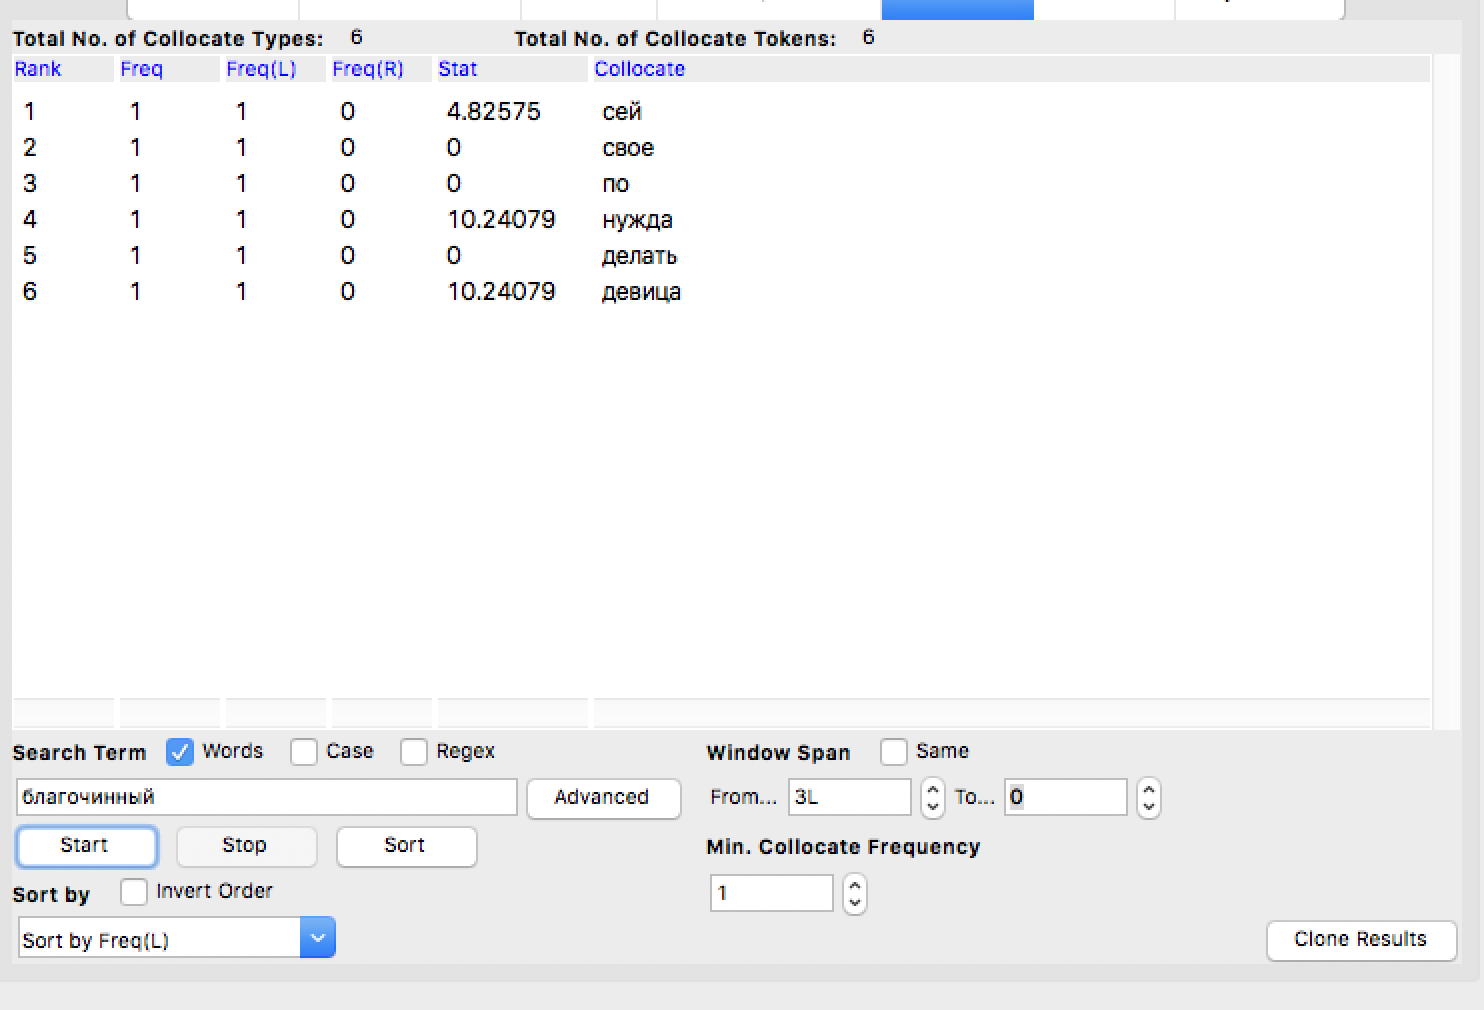 Total No. of Collocate Types: 6 Total No. of Collocate Tokens: 6
Rank Freq Freq(L) Freq(R) Stat Collocate
1 1 1 0 4.82575 сей
2 1 1 0 0 свое
3 1 1 0 0 по
4 1 1 0 10.24079 нужда
5 1 1 0 0 делать
6 1 1 0 10.24079 девица
Search Term Words Case Regex Window Span Same
благочинный Advanced From... 3L To... 0
Start Stop Sort Min. Collocate Frequency
Sort by Invert Order 1
Sort by Freq(L) Clone Results